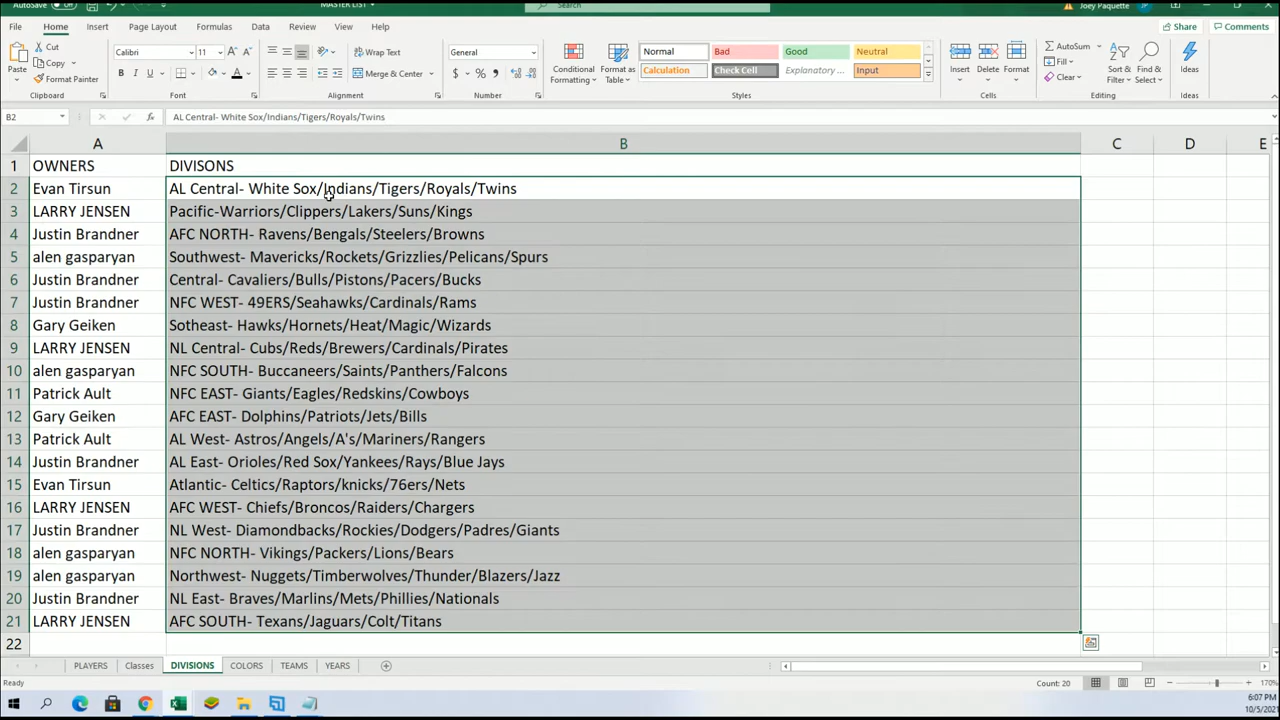 AutoSave Off MASTER LIST Search Joey Paquette
File Home Insert Page Layout Formulas Data Review View Help Share Comments
Cut Calibri 11 Wrap Text General Normal Bad Good Neutral AutoSum
Copy Fill
Paste Format Painter B I U Merge & Center $ % Conditional Formatting Format as Table Calculation Check Cell Explanatory ... Input Insert Delete Format Clear Sort & Filter Find & Select Ideas
Clipboard Font Alignment Number Styles Cells Editing Ideas
B2 fx AL Central- White Sox/Indians/Tigers/Royals/Twins
A B C D E
1 OWNERS DIVISONS
2 Evan Tirsun AL Central- White Sox/Indians/Tigers/Royals/Twins
3 LARRY JENSEN Pacific-Warriors/Clippers/Lakers/Suns/Kings
4 Justin Brandner AFC NORTH- Ravens/Bengals/Steelers/Browns
5 alen gasparyan Southwest- Mavericks/Rockets/Grizzlies/Pelicans/Spurs
6 Justin Brandner Central- Cavaliers/Bulls/Pistons/Pacers/Bucks
7 Justin Brandner NFC WEST- 49ERS/Seahawks/Cardinals/Rams
8 Gary Geiken Sotheast- Hawks/Hornets/Heat/Magic/Wizards
9 LARRY JENSEN NL Central- Cubs/Reds/Brewers/Cardinals/Pirates
10 alen gasparyan NFC SOUTH- Buccaneers/Saints/Panthers/Falcons
11 Patrick Ault NFC EAST- Giants/Eagles/Redskins/Cowboys
12 Gary Geiken AFC EAST- Dolphins/Patriots/Jets/Bills
13 Patrick Ault AL West- Astros/Angels/A's/Mariners/Rangers
14 Justin Brandner AL East- Orioles/Red Sox/Yankees/Rays/Blue Jays
15 Evan Tirsun Atlantic- Celtics/Raptors/knicks/76ers/Nets
16 LARRY JENSEN AFC WEST- Chiefs/Broncos/Raiders/Chargers
17 Justin Brandner NL West- Diamondbacks/Rockies/Dodgers/Padres/Giants
18 alen gasparyan NFC NORTH- Vikings/Packers/Lions/Bears
19 alen gasparyan Northwest- Nuggets/Timberwolves/Thunder/Blazers/Jazz
20 Justin Brandner NL East- Braves/Marlins/Mets/Phillies/Nationals
21 LARRY JENSEN AFC SOUTH- Texans/Jaguars/Colt/Titans
22
PLAYERS Classes DIVISIONS COLORS TEAMS YEARS
Ready Count: 20 170%
6:07 PM